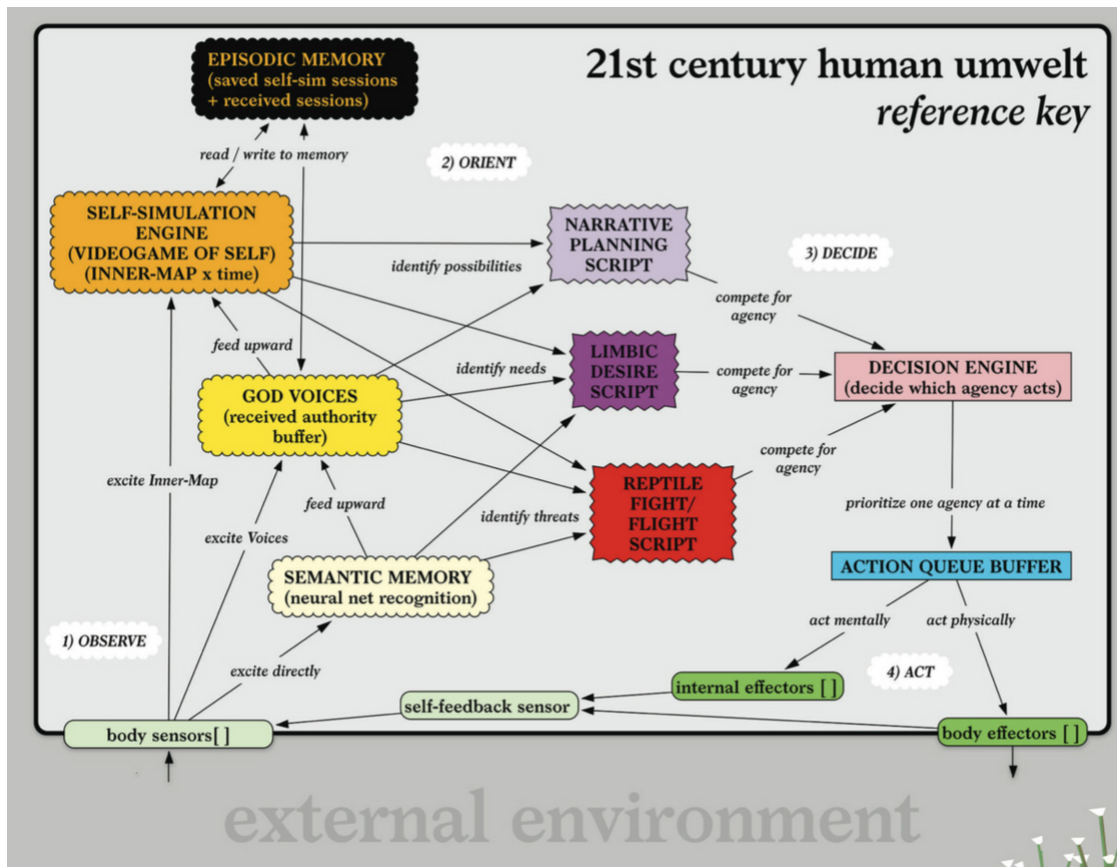 21st century human umwelt
reference key
EPISODIC MEMORY
(saved self-sim sessions
+ received sessions)
read / write to memory
2) ORIENT
SELF-SIMULATION
ENGINE
(VIDEOGAME OF SELF)
(INNER-MAP x time)
NARRATIVE
PLANNING
SCRIPT
identify possibilities
3) DECIDE
compete for
agency
feed upward
LIMBIC
DESIRE
SCRIPT
identify needs
compete for
agency
DECISION ENGINE
(decide which agency acts)
GOD VOICES
(received authority
buffer)
compete for
agency
excite Inner-Map
REPTILE
FIGHT/
FLIGHT
SCRIPT
feed upward
identify threats
prioritize one agency at a time
excite Voices
SEMANTIC MEMORY
(neural net recognition)
ACTION QUEUE BUFFER
act mentally
act physically
1) OBSERVE
excite directly
4) ACT
internal effectors [ ]
self-feedback sensor
body sensors[ ]
body effectors [ ]
external environment